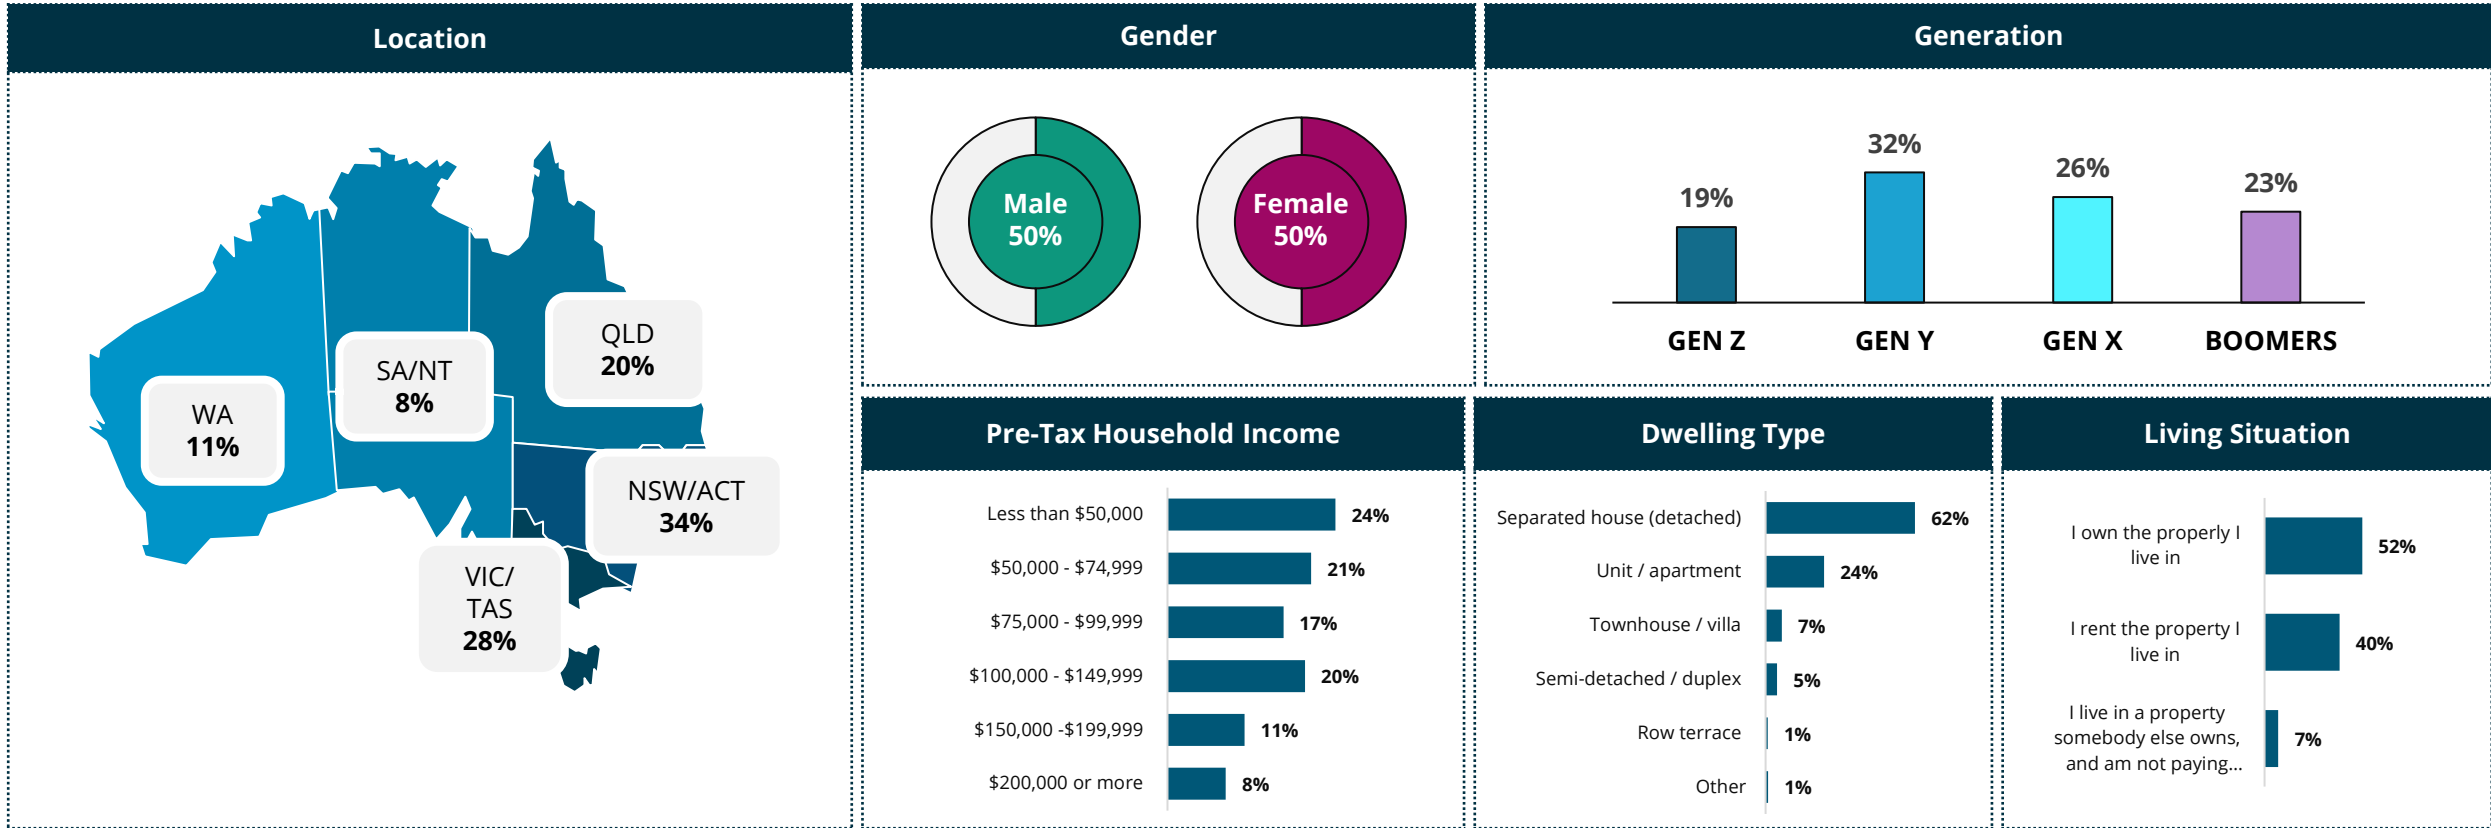 Location
WA
11%
SA/NT
8%
QLD
20%
NSW/ACT
34%
VIC/
TAS
28%
Gender
Male
50%
Female
50%
Generation
19%
32%
26%
23%
GEN Z
GEN Y
GEN X
BOOMERS
Pre-Tax Household Income
Less than $50,000 24%
$50,000 - $74,999 21%
$75,000 - $99,999 17%
$100,000 - $149,999 20%
$150,000 -$199,999 11%
$200,000 or more 8%
Dwelling Type
Separated house (detached) 62%
Unit / apartment 24%
Townhouse / villa 7%
Semi-detached / duplex 5%
Row terrace 1%
Other 1%
Living Situation
I own the properly I
live in
52%
I rent the property I
live in
40%
I live in a property
somebody else owns,
and am not paying...
7%